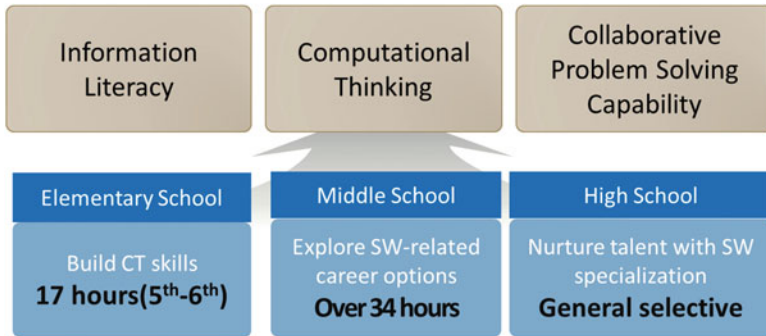 Information
Literacy
Computational
Thinking
Collaborative
Problem Solving
Capability
Elementary School
Build CT skills
17 hours(5th-6th)
Middle School
Explore SW-related
career options
Over 34 hours
High School
Nurture talent with SW
specialization
General selective